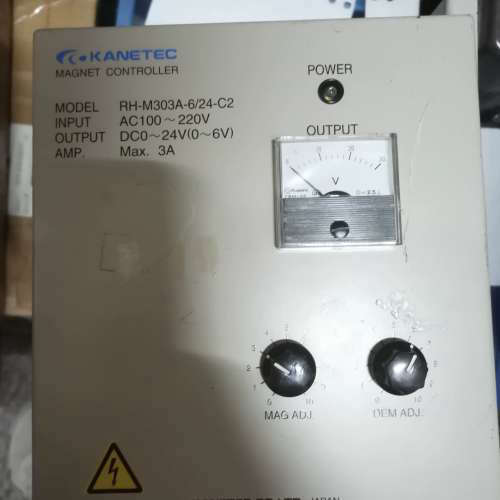 KANETEC
MAGNET CONTROLLER
MODEL RH-M303A-6/24-C2
INPUT AC100~220V
OUTPUT DC0~24V(0~6V)
AMP. Max. 3A
POWER
OUTPUT
V
MAG ADJ.
DEM ADJ.
JAPAN